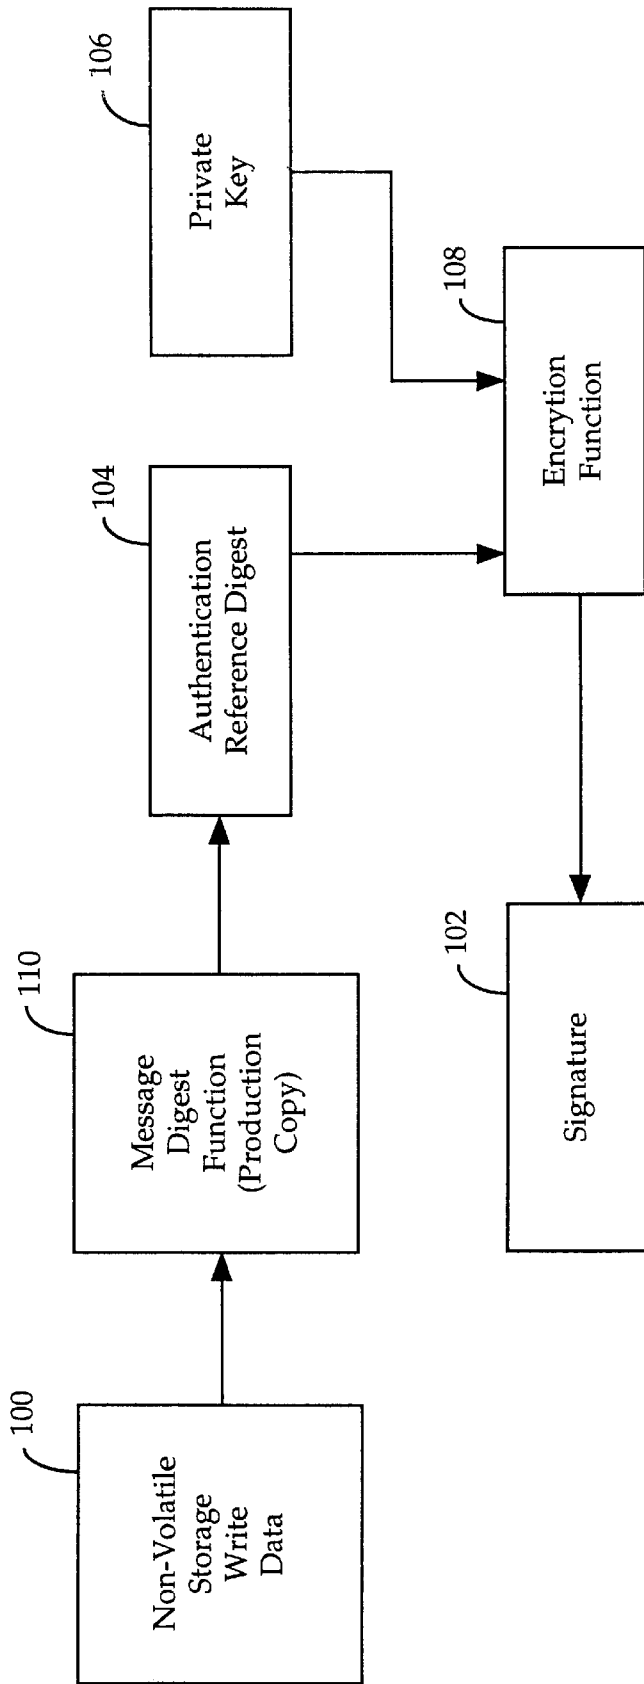 100
Non-Volatile
Storage
Write
Data
110
Message
Digest
Function
(Production
Copy)
104
Authentication
Reference Digest
106
Private
Key
102
Signature
108
Encrytion
Function